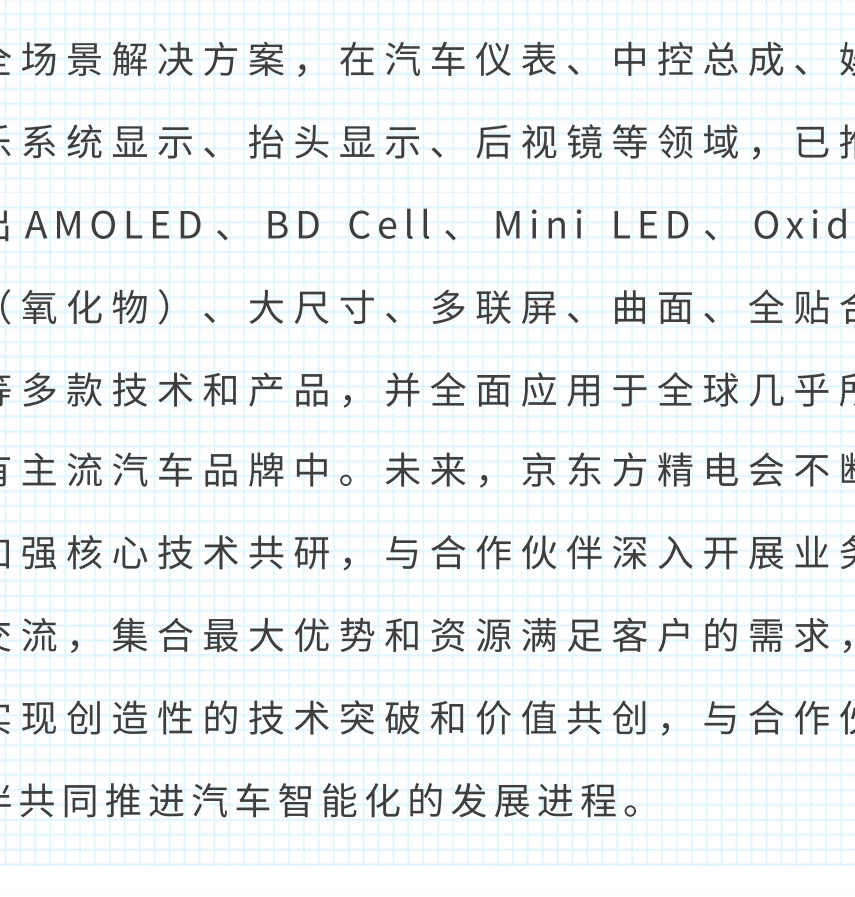 全场景解决方案，在汽车仪表、中控总成、娱
乐系统显示、抬头显示、后视镜等领域，已推
出AMOLED、BD Cell、Mini LED、Oxid
（氧化物）、大尺寸、多联屏、曲面、全贴合
等多款技术和产品，并全面应用于全球几乎所
有主流汽车品牌中。未来，京东方精电会不断
加强核心技术共研，与合作伙伴深入开展业务
交流，集合最大优势和资源满足客户的需求，
实现创造性的技术突破和价值共创，与合作伙
伴共同推进汽车智能化的发展进程。